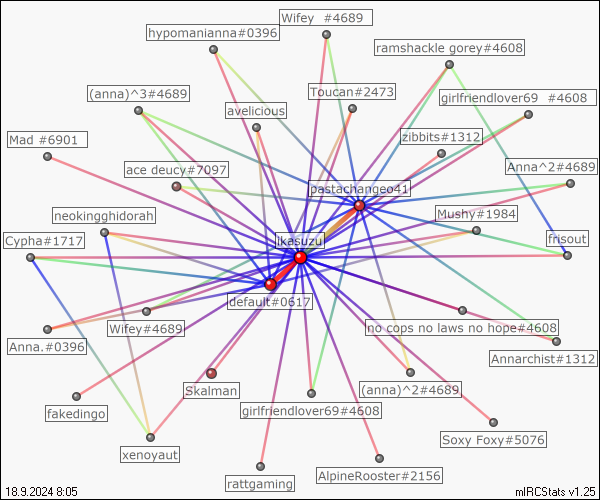 Wifey #4689
hypomanianna#0396
ramshackle gorey#4608
(anna)^3#4689
Toucan#2473
girlfriendlover69 #4608
avelicious
Mad #6901
zibbits#1312
ace deucy#7097
Anna^2#4689
pastachangeo41
neokingghidorah
Mushy#1984
Cypha#1717
Ikasuzu
frisout
default#0617
Wifey#4689
no cops no laws no hope#4608
Anna.#0396
Annarchist#1312
Skalman
(anna)^2#4689
fakedingo
girlfriendlover69#4608
Soxy Foxy#5076
xenoyaut
rattgaming
AlpineRooster#2156
18.9.2024 8:05
mIRCStats v1.25